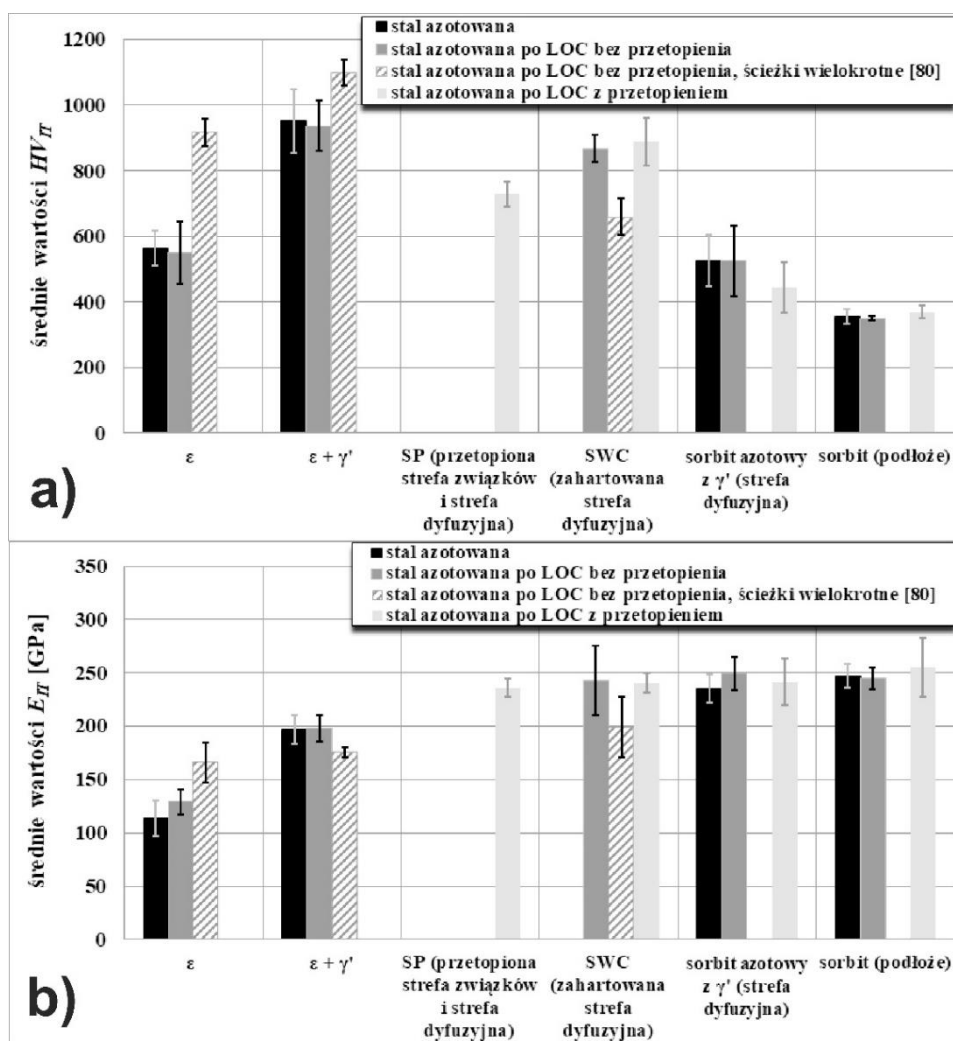 stal azotowana
stal azotowana po LOC bez przetopienia
stal azotowana po LOC bez przetopienia, ścieżki wielokrotne [80]
stal azotowana po LOC z przetopieniem
średnie wartości HV_IT
1200
1000
800
600
400
200
0
ε
ε + γ'
SP (przetopiona
strefa związków
i strefa
dyfuzyjna)
SWC
(zahartowana
strefa
dyfuzyjna)
sorbit azotowy
z γ' (strefa
dyfuzyjna)
sorbit (podłoże)
a)
stal azotowana
stal azotowana po LOC bez przetopienia
stal azotowana po LOC bez przetopienia, ścieżki wielokrotne [80]
stal azotowana po LOC z przetopieniem
średnie wartości E_IT [GPa]
350
300
250
200
150
100
50
0
ε
ε + γ'
SP (przetopiona
strefa związków
i strefa
dyfuzyjna)
SWC
(zahartowana
strefa
dyfuzyjna)
sorbit azotowy
z γ' (strefa
dyfuzyjna)
sorbit (podłoże)
b)